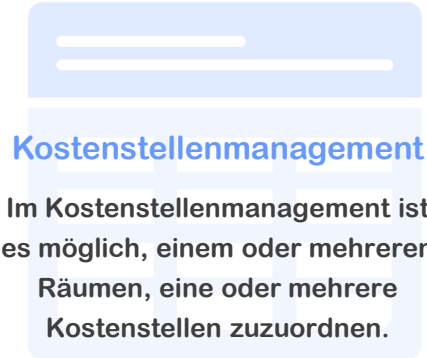 Kostenstellenmanagement
Im Kostenstellenmanagement ist
es möglich, einem oder mehreren
Räumen, eine oder mehrere
Kostenstellen zuzuordnen.